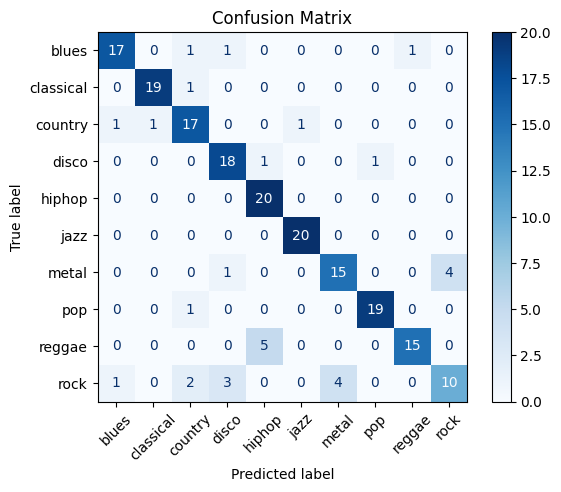 Confusion Matrix
True label
blues 17 0 1 1 0 0 0 0 1 0
classical 0 19 1 0 0 0 0 0 0 0
country 1 1 17 0 0 1 0 0 0 0
disco 0 0 0 18 1 0 0 1 0 0
hiphop 0 0 0 0 20 0 0 0 0 0
jazz 0 0 0 0 0 20 0 0 0 0
metal 0 0 0 1 0 0 15 0 0 4
pop 0 0 1 0 0 0 0 19 0 0
reggae 0 0 0 0 5 0 0 0 15 0
rock 1 0 2 3 0 0 4 0 0 10
blues classical country disco hiphop jazz metal pop reggae rock
Predicted label
20.0
17.5
15.0
12.5
10.0
7.5
5.0
2.5
0.0